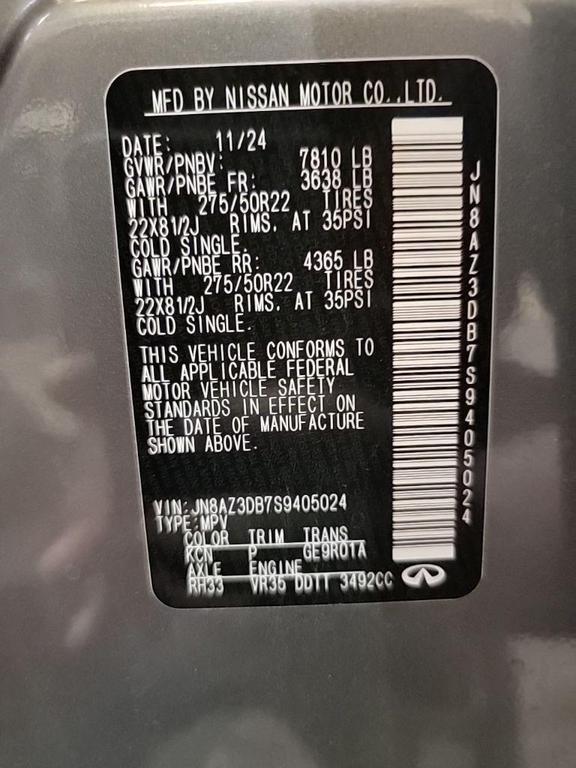 MFD BY NISSAN MOTOR CO.,LTD.
DATE: 11/24
GVWR/PNBV: 7810 LB
GAWR/PNBE FR: 3638 LB
WITH 275/50R22 TIRES
22X81/2J RIMS. AT 35PSI
COLD SINGLE.
GAWR/PNBE RR: 4365 LB
WITH 275/50R22 TIRES
22X81/2J RIMS. AT 35PSI
COLD SINGLE.
THIS VEHICLE CONFORMS TO
ALL APPLICABLE FEDERAL
MOTOR VEHICLE SAFETY
STANDARDS IN EFFECT ON
THE DATE OF MANUFACTURE
SHOWN ABOVE.
VIN:JN8AZ3DB7S9405024
TYPE:MPV
COLOR TRIM TRANS
KCN P GE9R01A
AXLE ENGINE
RH33 VR35 DDTT 3492CC
JN8AZ3DB7S9405024